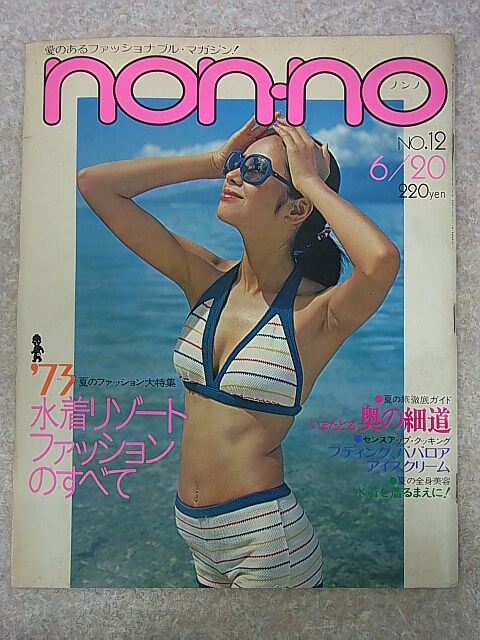 愛のあるファッショナブル・マガジン!
non・no
ノンノ
NO.12
6/20
220yen
'73
夏のファッション大特集
水着リゾート
ファッション
のすべて
●夏の旅徹底ガイド
いまたどる奥の細道
●センスアップ・クッキング
プディング、ババロア
アイスクリーム
●夏の全身美容
水着を着るまえに!